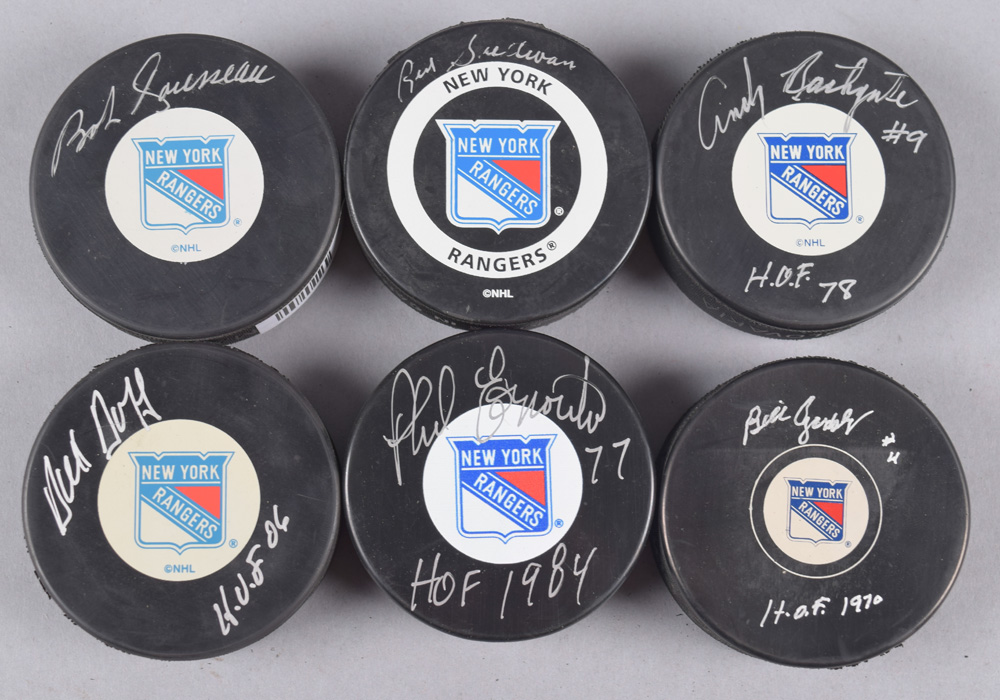 Bob Rousseau
NEW YORK
RANGERS
®
©NHL
Red Sullivan
NEW YORK
NEW YORK
RANGERS
®
RANGERS®
©NHL
Andy Bathgate
#9
NEW YORK
RANGERS
®
©NHL
H.O.F. 78
Dick Duff
NEW YORK
RANGERS
®
©NHL
H.O.F 06
Phil Esposito
77
NEW YORK
RANGERS
®
HOF 1984
Bill Gadsby
#4
NEW YORK
RANGERS
®
H.O.F. 1970